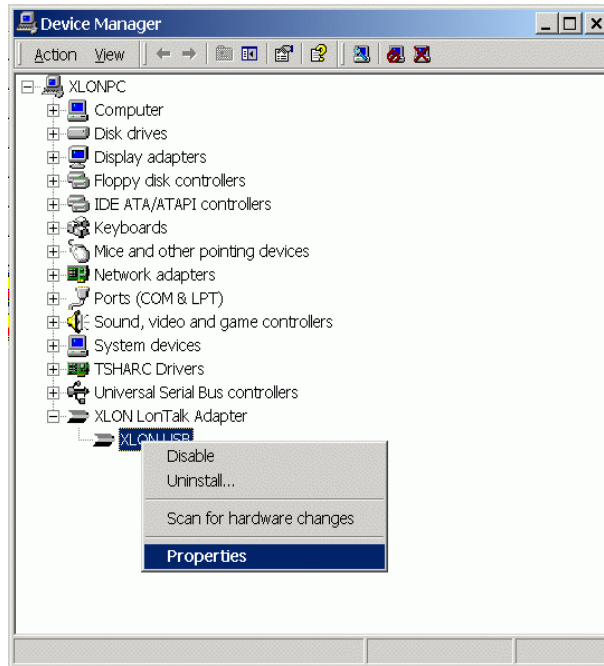 Device Manager
Action View
XLONPC
Computer
Disk drives
Display adapters
Floppy disk controllers
IDE ATA/ATAPI controllers
Keyboards
Mice and other pointing devices
Network adapters
Ports (COM & LPT)
Sound, video and game controllers
System devices
TSHARC Drivers
Universal Serial Bus controllers
XLON LonTalk Adapter
XLON USB
Disable
Uninstall...
Scan for hardware changes
Properties